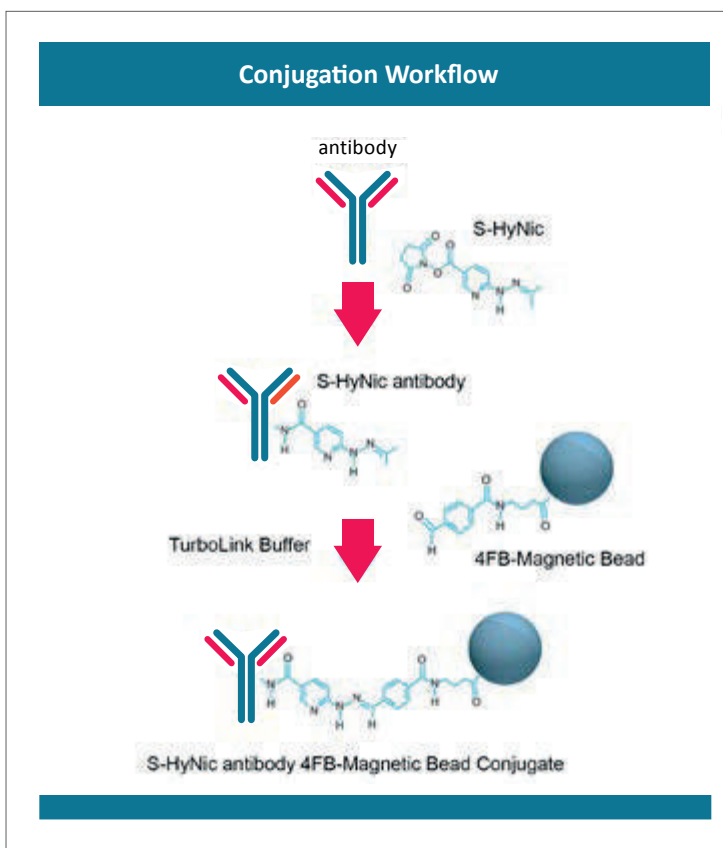 Conjugation Workflow
antibody
S-HyNic
S-HyNic antibody
TurboLink Buffer
4FB-Magnetic Bead
S-HyNic antibody 4FB-Magnetic Bead Conjugate